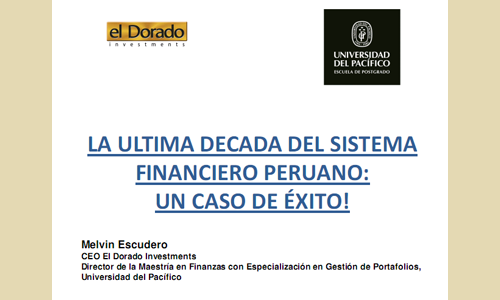 el Dorado
investments
UNIVERSIDAD
DEL PACÍFICO
ESCUELA DE POSTGRADO
LA ULTIMA DECADA DEL SISTEMA
FINANCIERO PERUANO:
UN CASO DE ÉXITO!
Melvin Escudero
CEO El Dorado Investments
Director de la Maestría en Finanzas con Especialización en Gestión de Portafolios,
Universidad del Pacífico